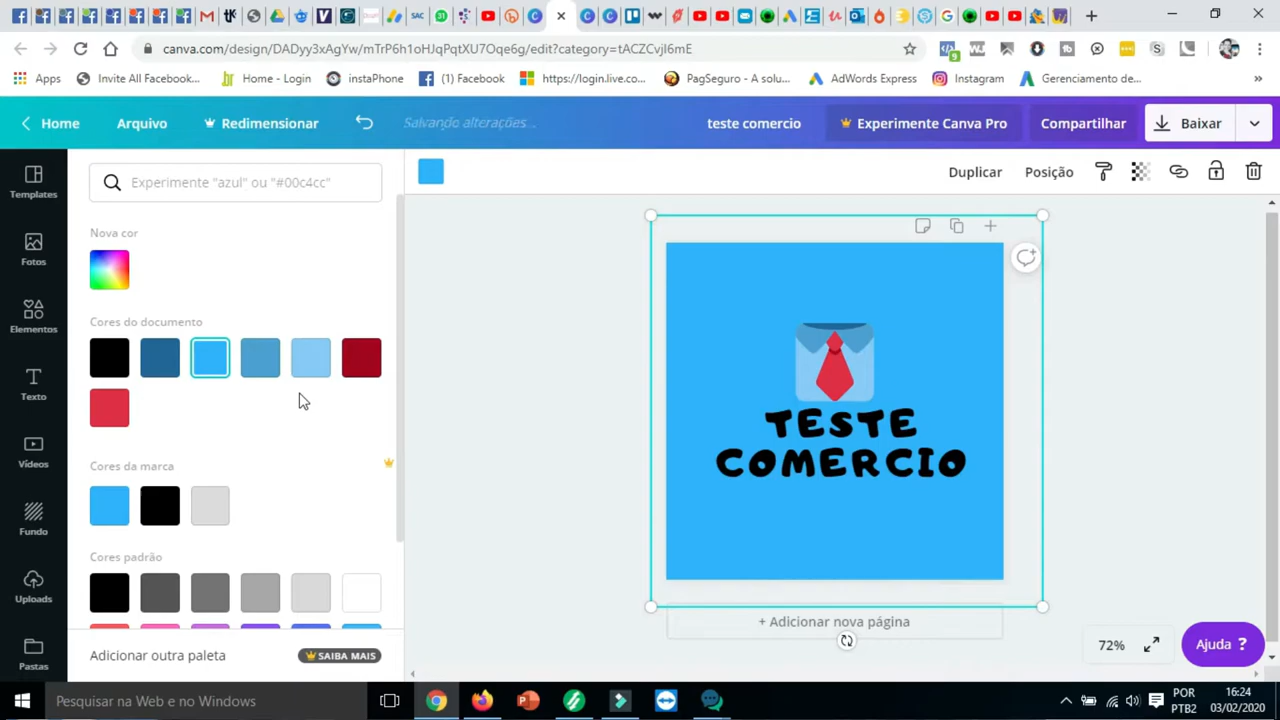 canva.com/design/DADyy3xAgYw/mTrP6h1oHJqPqtXU7Oqe6g/edit?category=tACZCvjI6mE
Apps
Invite All Facebook...
Home - Login
instaPhone
(1) Facebook
https://login.live.co...
PagSeguro - A solu...
AdWords Express
Instagram
Gerenciamento de...
»
Home
Arquivo
Redimensionar
Salvando alterações...
teste comercio
Experimente Canva Pro
Compartilhar
Baixar
Templates
Fotos
Elementos
Texto
Vídeos
Fundo
Uploads
Pastas
Experimente "azul" ou "#00c4cc"
Nova cor
Cores do documento
Cores da marca
Cores padrão
Adicionar outra paleta
SAIBA MAIS
Duplicar
Posição
TESTE
COMERCIO
+ Adicionar nova página
72%
Ajuda ?
Pesquisar na Web e no Windows
POR
PTB2
16:24
03/02/2020